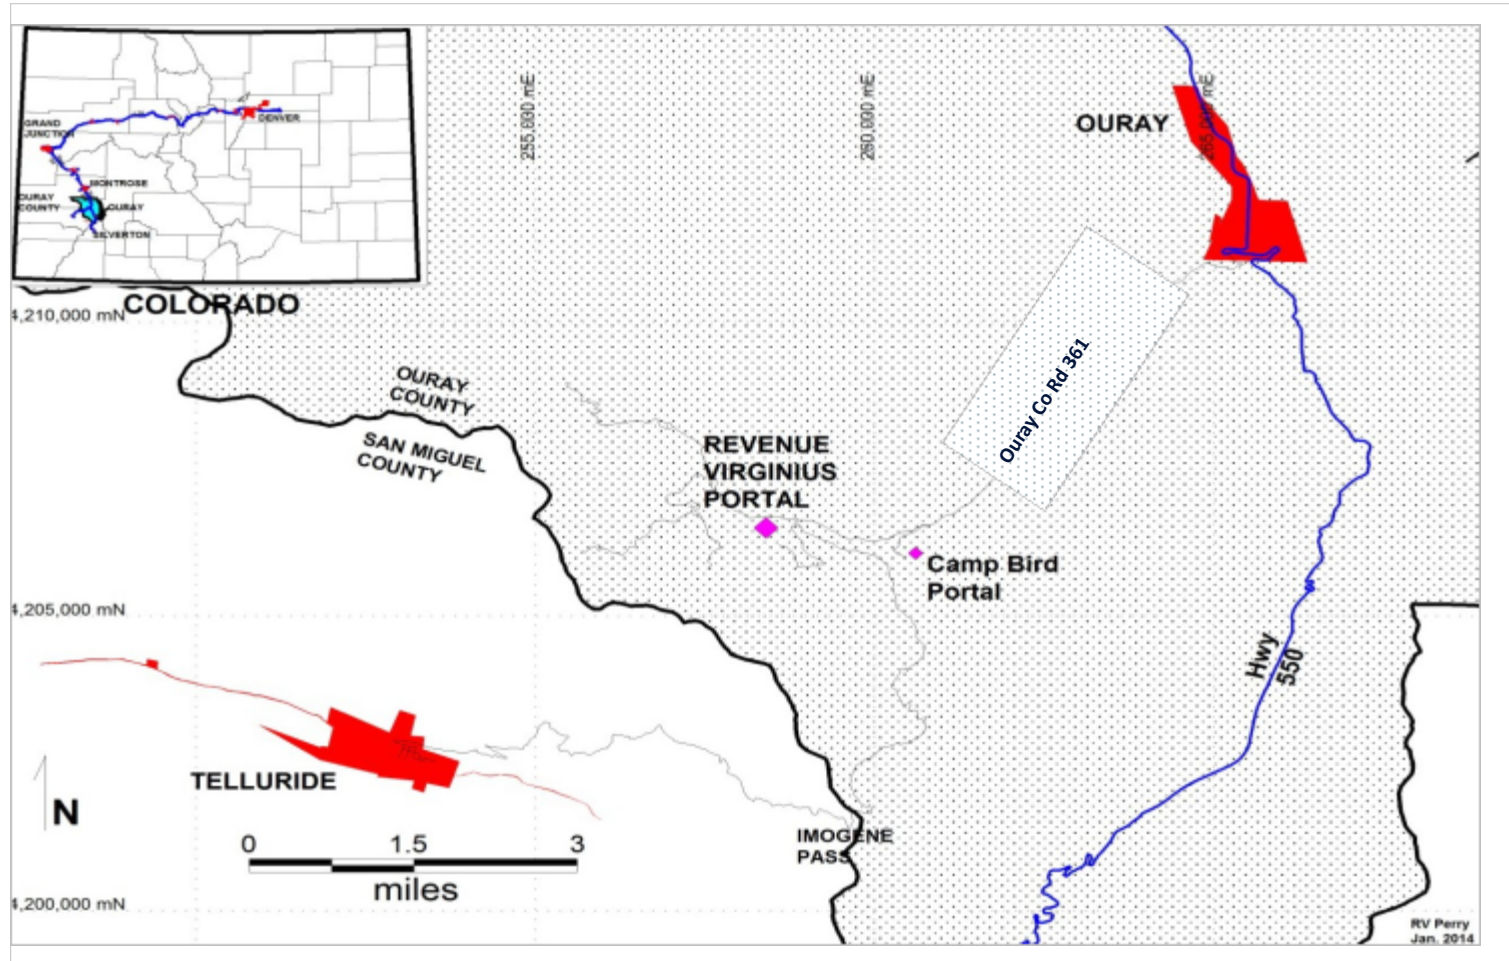 GRAND
JUNCTION
DENVER
MONTROSE
OURAY
COUNTY
OURAY
SILVERTON
COLORADO
255,000 mE
260,000 mE
265,000 mE
OURAY
4,210,000 mN
OURAY
COUNTY
SAN MIGUEL
COUNTY
Ouray Co Rd 361
REVENUE
VIRGINIUS
PORTAL
Camp Bird
Portal
4,205,000 mN
Hwy
550
TELLURIDE
N
0 1.5 3
miles
IMOGENE
PASS
4,200,000 mN
RV Perry
Jan. 2014